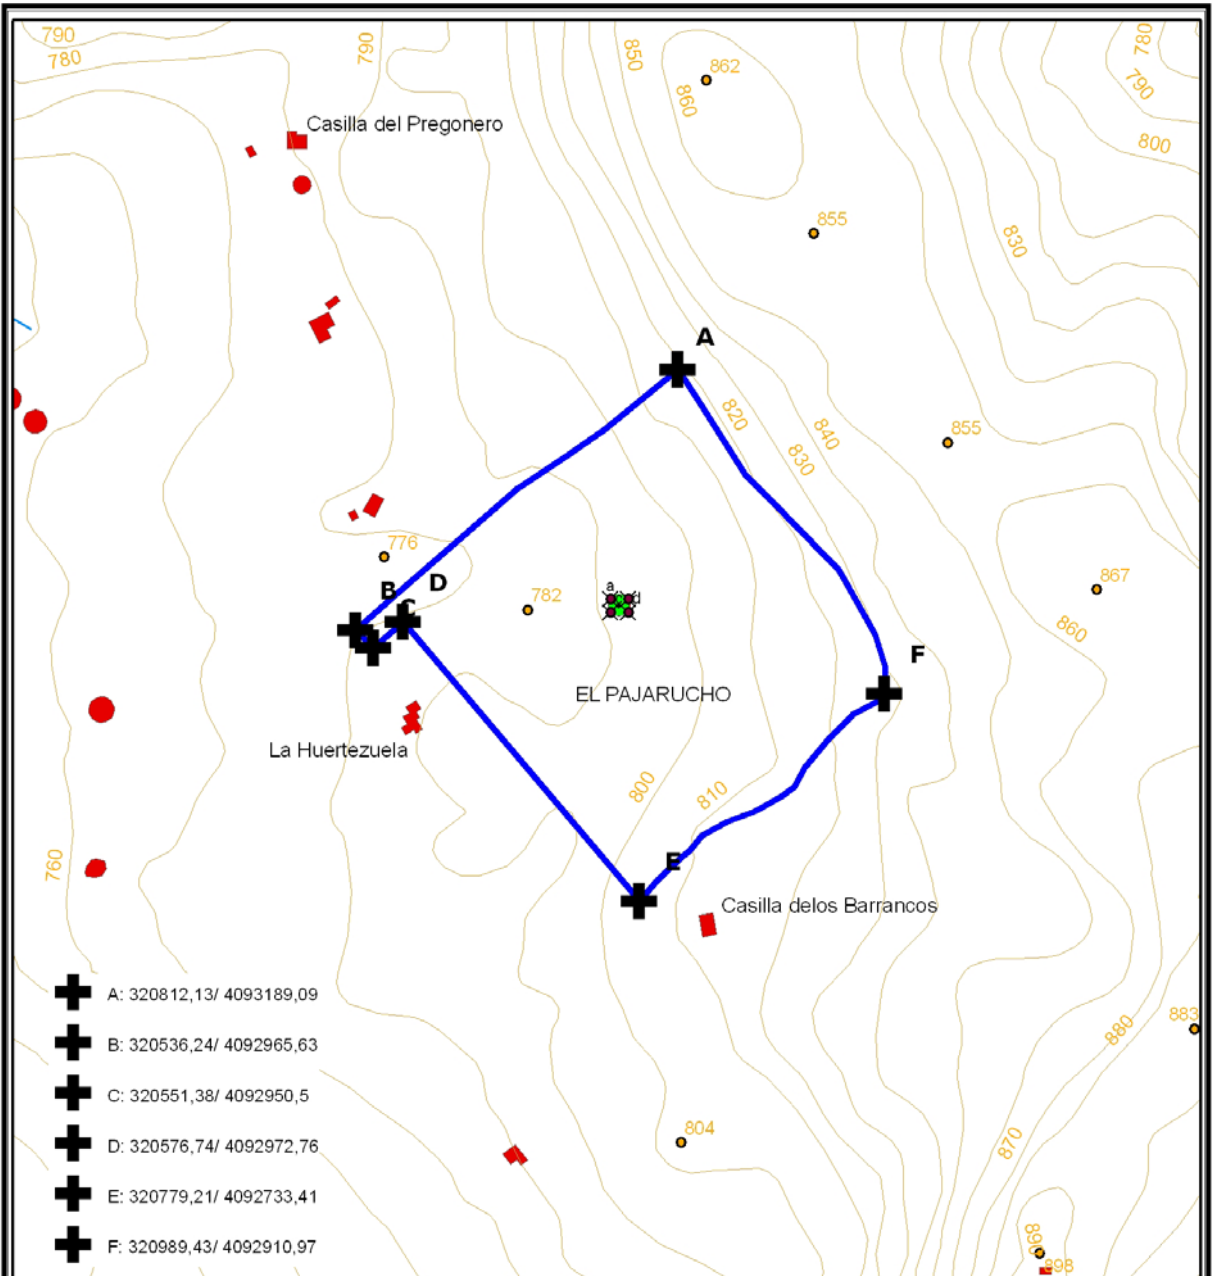 790
780
790
850
862
860
780
790
800
Casilla del Pregonero
855
830
A
820
840
830
855
776
B
D
C
a
d
782
867
860
F
EL PAJARUCHO
La Huertezuela
800
810
760
E
Casilla delos Barrancos
A: 320812,13/ 4093189,09
883
880
B: 320536,24/ 4092965,63
C: 320551,38/ 4092950,5
804
870
D: 320576,74/ 4092972,76
E: 320779,21/ 4092733,41
F: 320989,43/ 4092910,97
890
898